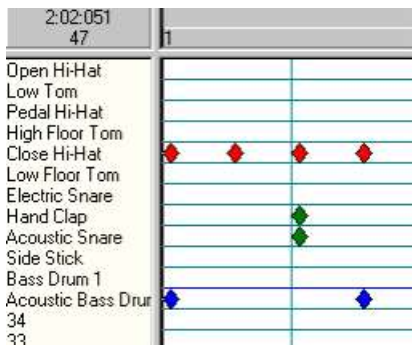 2:02:051
47
1
Open Hi-Hat
Low Tom
Pedal Hi-Hat
High Floor Tom
Close Hi-Hat
Low Floor Tom
Electric Snare
Hand Clap
Acoustic Snare
Side Stick
Bass Drum 1
Acoustic Bass Drur
34
33